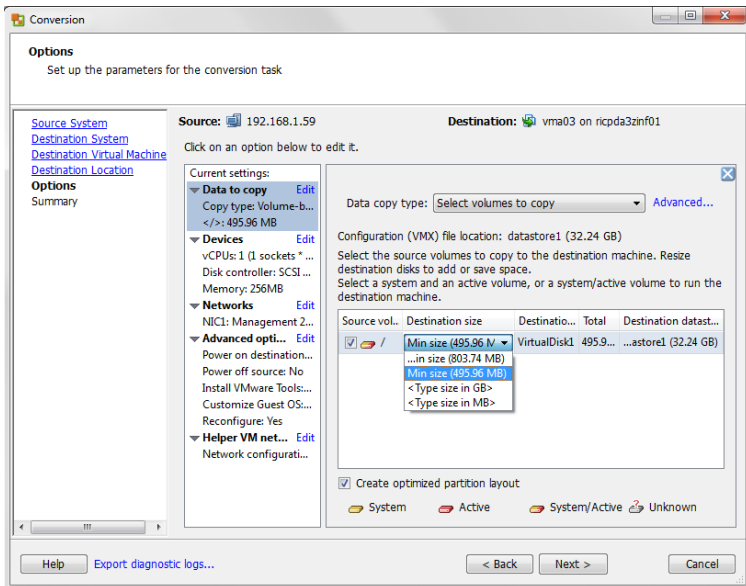 Conversion
Options
Set up the parameters for the conversion task
Source System
Destination System
Destination Virtual Machine
Destination Location
Options
Summary
Source: 192.168.1.59
Destination: vma03 on ricpda3zinf01
Click on an option below to edit it.
Current settings:
Data to copy Edit
Copy type: Volume-b...
</>: 495.96 MB
Devices Edit
vCPUs: 1 (1 sockets * ...
Disk controller: SCSI ...
Memory: 256MB
Networks Edit
NIC1: Management 2...
Advanced opti... Edit
Power on destination...
Power off source: No
Install VMware Tools:...
Customize Guest OS:...
Reconfigure: Yes
Helper VM net... Edit
Network configurati...
Data copy type: Select volumes to copy Advanced...
Configuration (VMX) file location: datastore1 (32.24 GB)
Select the source volumes to copy to the destination machine. Resize
destination disks to add or save space.
Select a system and an active volume, or a system/active volume to run the
destination machine.
Source vol... Destination size Destinatio... Total Destination datast...
/ Min size (495.96 M VirtualDisk1 495.9... ...astore1 (32.24 GB)
...in size (803.74 MB)
Min size (495.96 MB)
<Type size in GB>
<Type size in MB>
Create optimized partition layout
System Active System/Active Unknown
Help Export diagnostic logs... < Back Next > Cancel